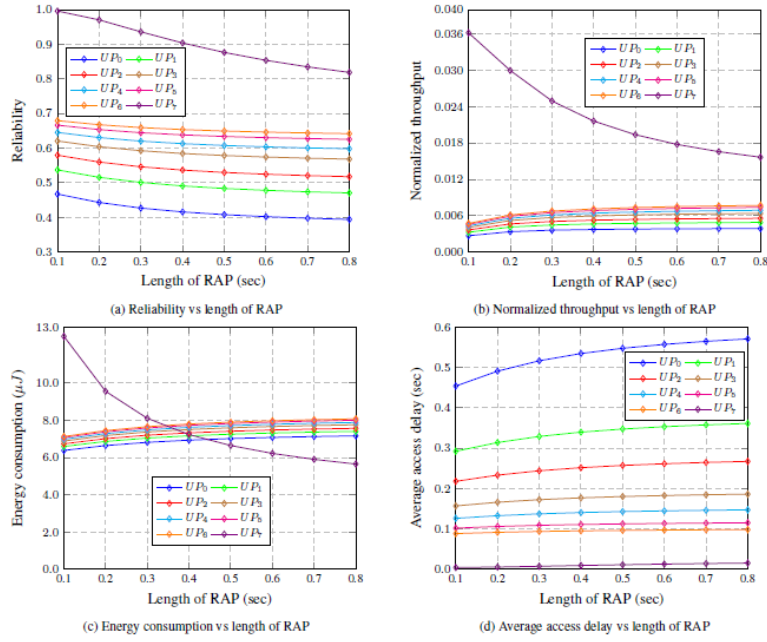 1.0
0.9
0.8
0.7
0.6
0.5
0.4
0.3
Reliability
UP0 UP1
UP2 UP3
UP4 UP5
UP6 UP7
0.1 0.2 0.3 0.4 0.5 0.6 0.7 0.8
Length of RAP (sec)
(a) Reliability vs length of RAP
0.040
0.036
0.030
0.024
0.018
0.012
0.006
0.000
Normalized throughput
UP0 UP1
UP2 UP3
UP4 UP5
UP6 UP7
0.1 0.2 0.3 0.4 0.5 0.6 0.7 0.8
Length of RAP (sec)
(b) Normalized throughput vs length of RAP
13.0
10.0
8.0
6.0
4.0
2.0
0.0
Energy consumption (μJ)
UP0 UP1
UP2 UP3
UP4 UP5
UP6 UP7
0.1 0.2 0.3 0.4 0.5 0.6 0.7 0.8
Length of RAP (sec)
(c) Energy consumption vs length of RAP
0.6
0.5
0.4
0.3
0.2
0.1
0.0
Average access delay (sec)
UP0 UP1
UP2 UP3
UP4 UP5
UP6 UP7
0.1 0.2 0.3 0.4 0.5 0.6 0.7 0.8
Length of RAP (sec)
(d) Average access delay vs length of RAP